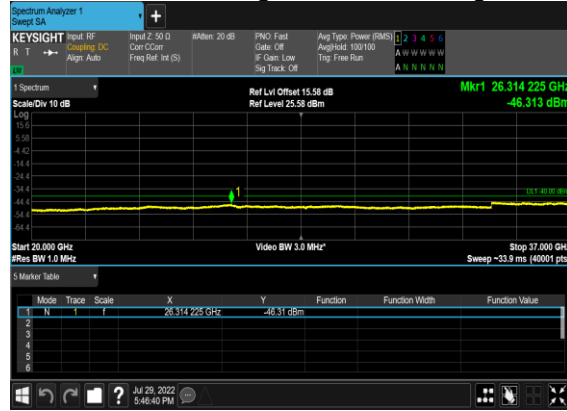 Spectrum Analyzer 1
Swept SA
+
KEYSIGHT Input: RF Input Z: 50 Ω #Atten: 20 dB PNO: Fast Avg Type: Power (RMS) 1 2 3 4 5 6
R T Coupling: DC Corr CCorr Gate: Off Avg|Hold: 100/100 A W W W W W
Align: Auto Freq Ref: Int (S) IF Gain: Low Trig: Free Run
LW Sig Track: Off A N N N N N
1 Spectrum Ref Lvl Offset 15.58 dB Mkr1 26.314 225 GHz
Scale/Div 10 dB Ref Level 25.58 dBm -46.313 dBm
Log
15.6
5.58
-4.42
-14.4
-24.4
-34.4 1 DL1 -40.00 dBm
-44.4
-54.4
-64.4
Start 20.000 GHz Video BW 3.0 MHz* Stop 37.000 GHz
#Res BW 1.0 MHz Sweep ~33.9 ms (40001 pts)
5 Marker Table
Mode Trace Scale X Y Function Function Width Function Value
1 N 1 f 26.314 225 GHz -46.31 dBm
2
3
4
5
6
? Jul 29, 2022
5:46:40 PM